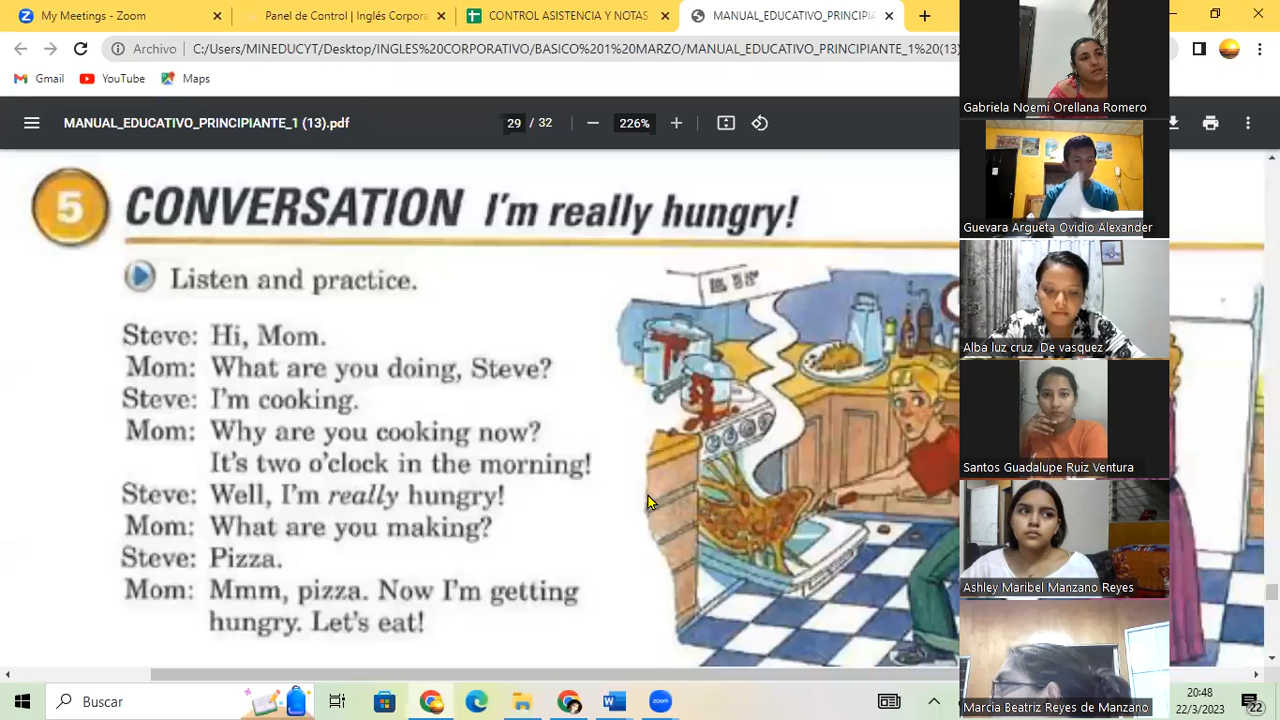 My Meetings - Zoom
Panel de Control | Inglés Corpora
CONTROL ASISTENCIA Y NOTAS
MANUAL_EDUCATIVO_PRINCIPIA
Archivo
C:/Users/MINEDUCYT/Desktop/INGLES%20CORPORATIVO/BASICO%201%20MARZO/MANUAL_EDUCATIVO_PRINCIPIANTE_1%20(13)
Gmail
YouTube
Maps
MANUAL_EDUCATIVO_PRINCIPIANTE_1 (13).pdf
29 / 32
226%
5 CONVERSATION I'm really hungry!
Listen and practice.
Steve: Hi, Mom.
Mom: What are you doing, Steve?
Steve: I'm cooking.
Mom: Why are you cooking now?
It's two o'clock in the morning!
Steve: Well, I'm really hungry!
Mom: What are you making?
Steve: Pizza.
Mom: Mmm, pizza. Now I'm getting
hungry. Let's eat!
Gabriela Noemi Orellana Romero
Guevara Argueta Ovidio Alexander
Alba luz cruz De vasquez
Santos Guadalupe Ruiz Ventura
Ashley Maribel Manzano Reyes
Marcia Beatriz Reyes de Manzano
Buscar
zoom
20:48
22/3/2023
22